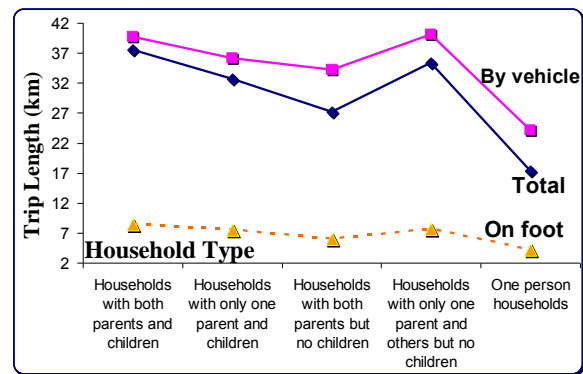 42
37
32
27
22
17
12
7
2
Trip Length (km)
By vehicle
Total
On foot
Household Type
Households
with both
parents and
children
Households
with only one
parent and
children
Households
with both
parents but
no children
Households
with only one
parent and
others but no
children
One person
households